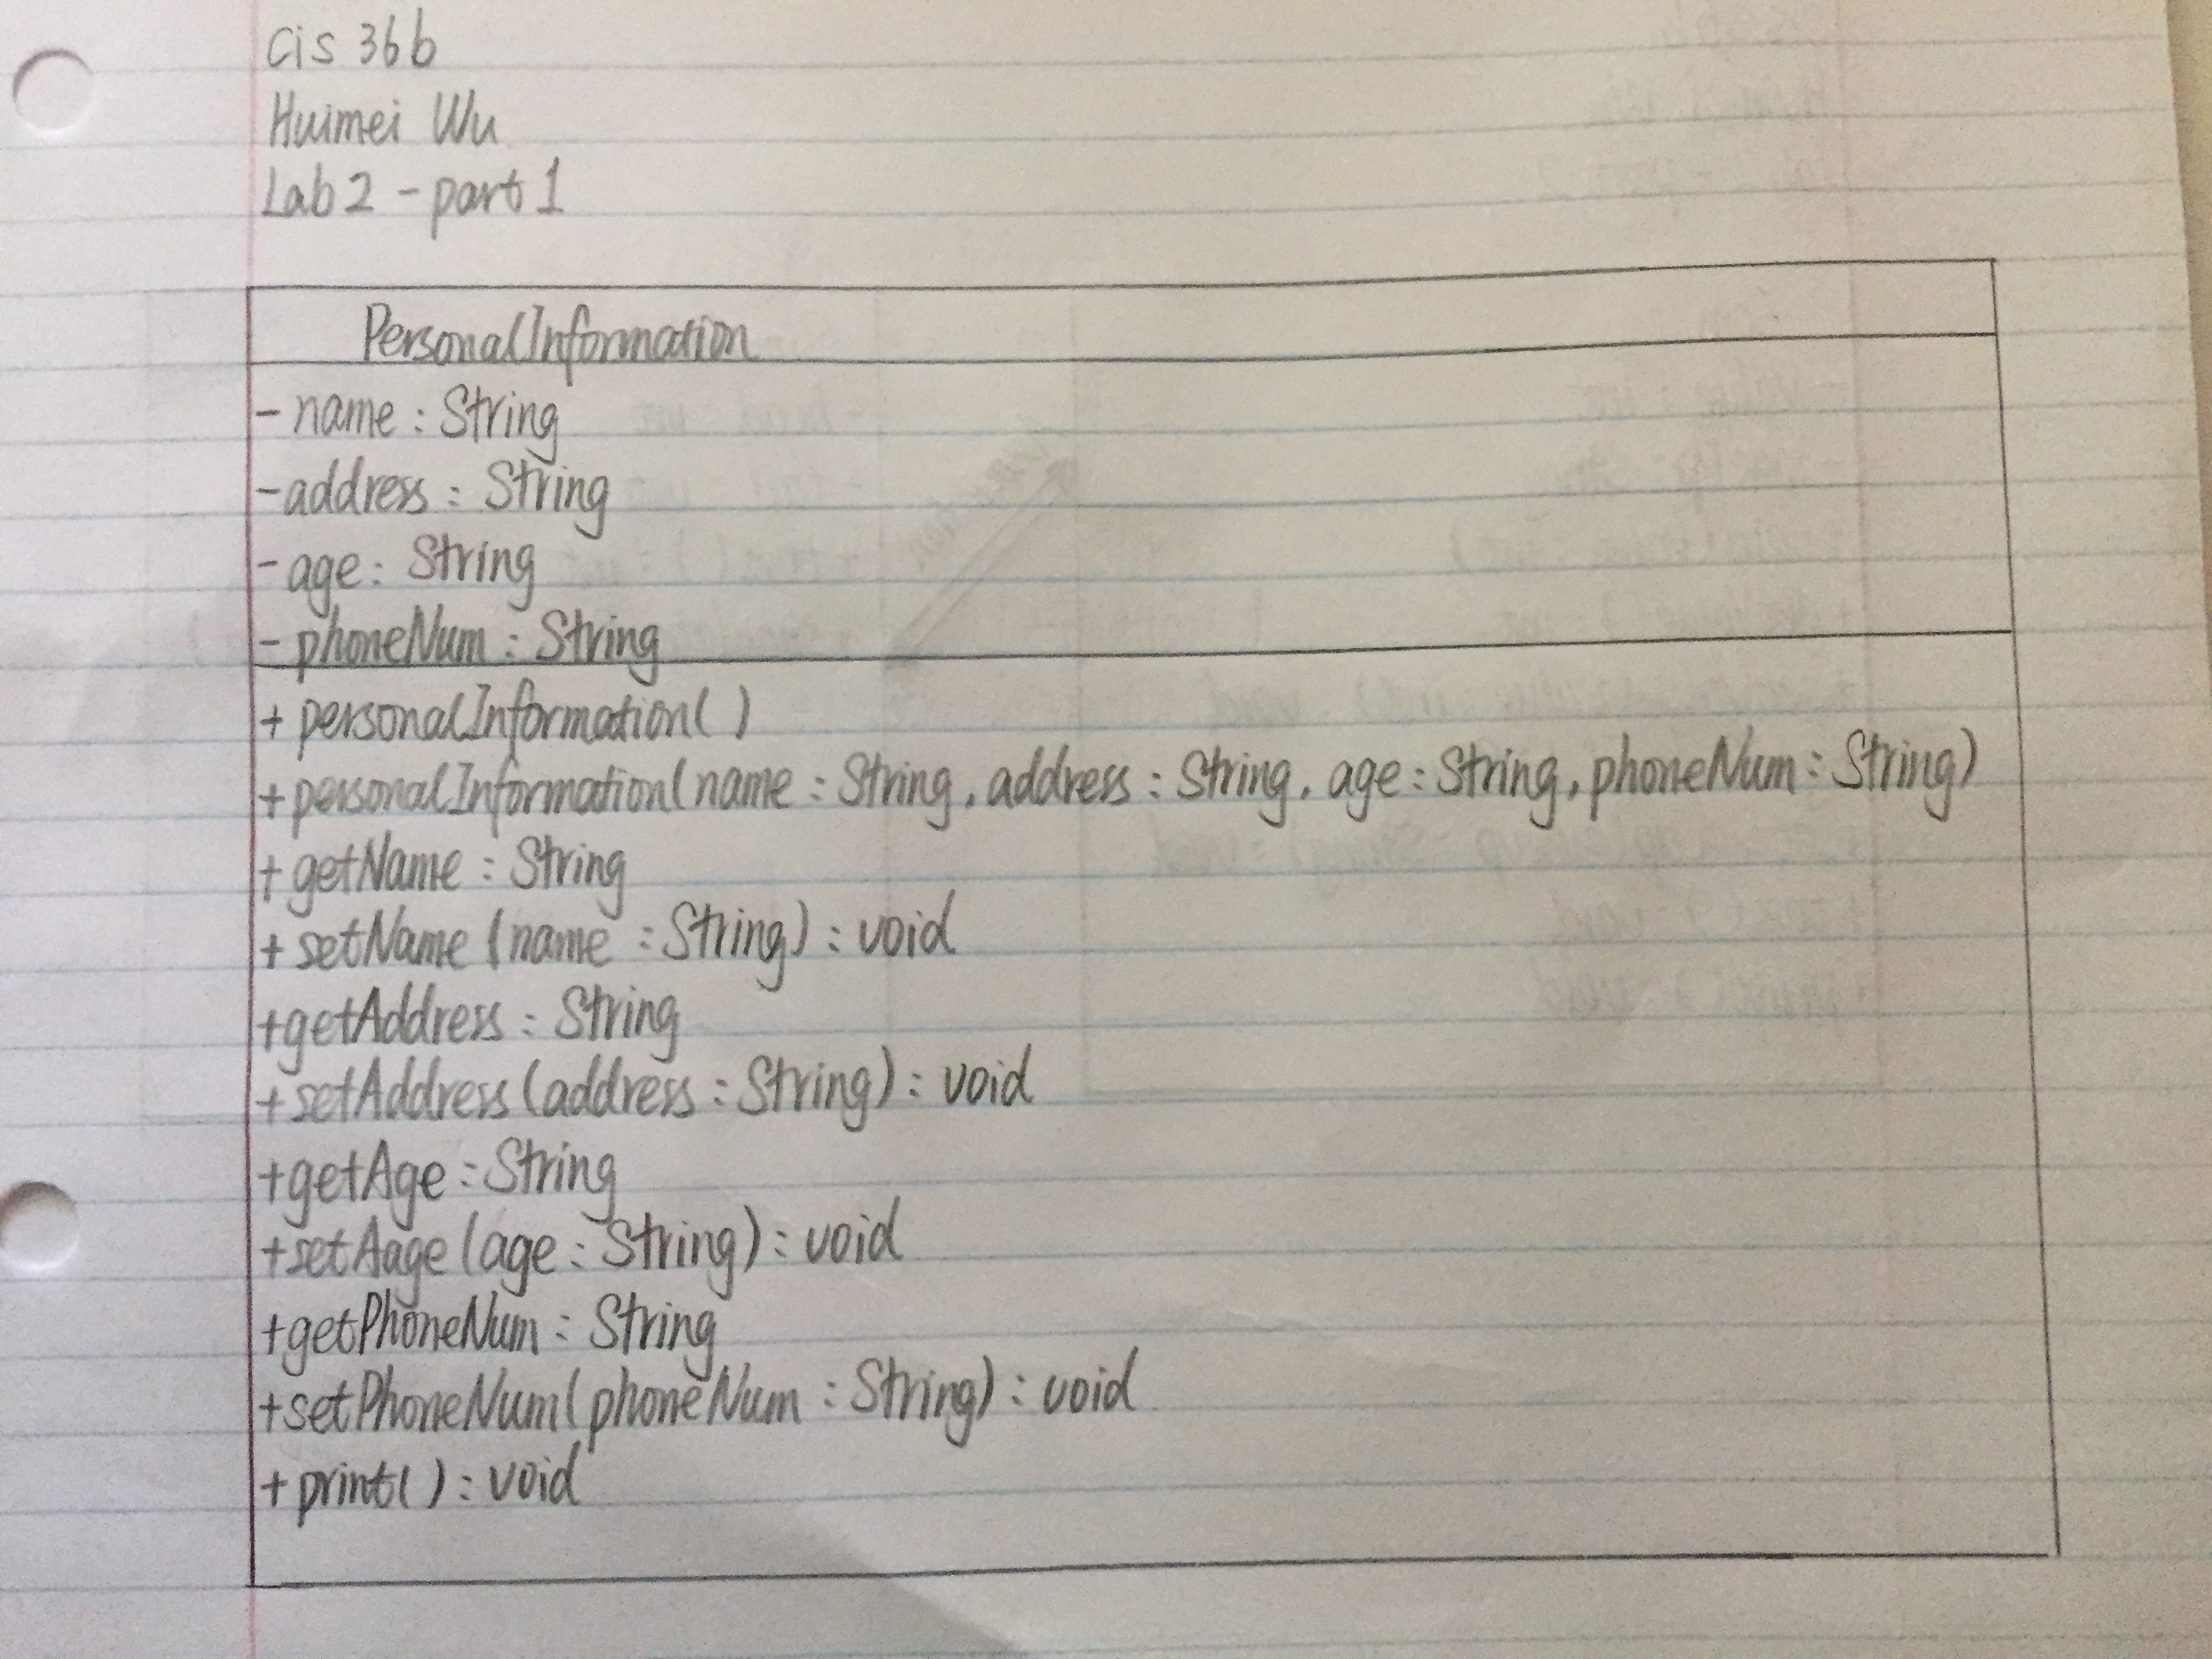 Cis 36b
Huimei Wu
Lab 2 - part 1
PersonalInformation
- name : String
- address : String
- age : String
- phoneNum : String
+ personalInformation( )
+ personalInformation(name : String, address : String, age : String, phoneNum : String)
+ getName : String
+ setName (name : String) : void
+ getAddress : String
+ setAddress (address : String) : void
+ getAge : String
+ setAage (age : String) : void
+ getPhoneNum : String
+ setPhoneNum( phoneNum : String) : void
+ print( ) : void